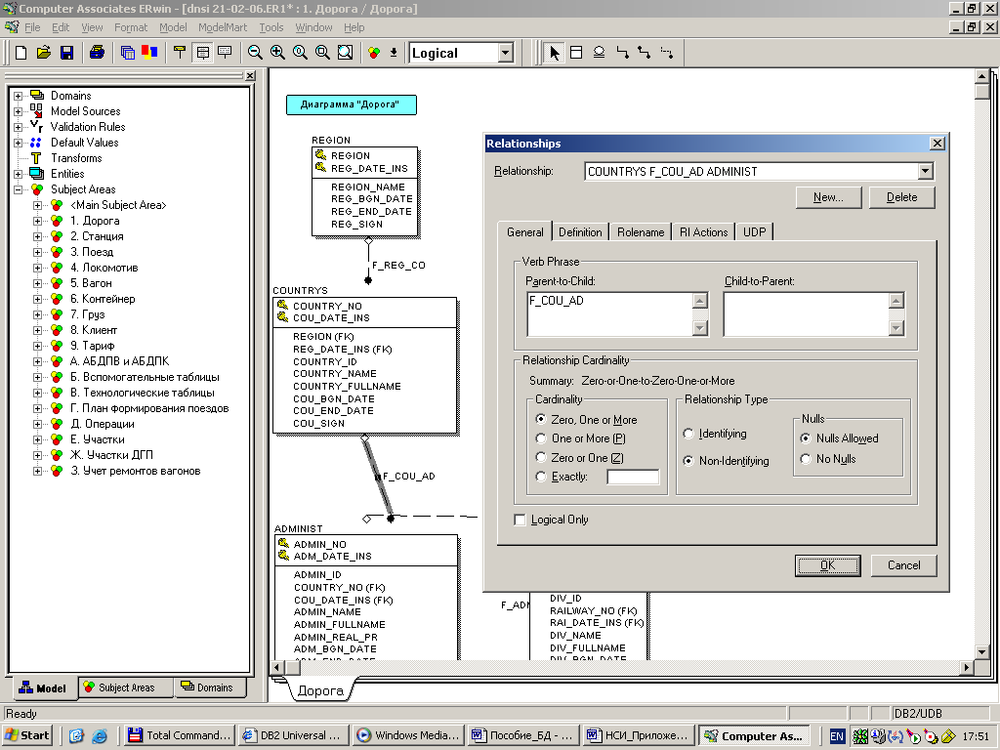 Computer Associates ERwin - [dnsi 21-02-06.ER1* : 1. Дорога / Дорога]
File Edit View Format Model ModelMart Tools Window Help
Logical
Domains
Model Sources
Validation Rules
Default Values
Transforms
Entities
Subject Areas
<Main Subject Area>
1. Дорога
2. Станция
3. Поезд
4. Локомотив
5. Вагон
6. Контейнер
7. Груз
8. Клиент
9. Тариф
А. АБДПВ и АБДПК
Б. Вспомогательные таблицы
В. Технологические таблицы
Г. План формирования поездов
Д. Операции
Е. Участки
Ж. Участки ДГП
З. Учет ремонтов вагонов
Model Subject Areas Domains
Диаграмма "Дорога"
REGION
REGION
REG_DATE_INS
REGION_NAME
REG_BGN_DATE
REG_END_DATE
REG_SIGN
F_REG_CO
COUNTRYS
COUNTRY_NO
COU_DATE_INS
REGION (FK)
REG_DATE_INS (FK)
COUNTRY_ID
COUNTRY_NAME
COUNTRY_FULLNAME
COU_BGN_DATE
COU_END_DATE
COU_SIGN
F_COU_AD
ADMINIST
ADMIN_NO
ADM_DATE_INS
ADMIN_ID
COUNTRY_NO (FK)
COU_DATE_INS (FK)
ADMIN_NAME
ADMIN_FULLNAME
ADMIN_REAL_PR
ADM_BGN_DATE
ADM_END_DATE
F_ADM
DIV_ID
RAILWAY_NO (FK)
RAI_DATE_INS (FK)
DIV_NAME
DIV_FULLNAME
DIV_BGN_DATE
Дорога
Relationships
Relationship: COUNTRYS F_COU_AD ADMINIST
New... Delete
General Definition Rolename RI Actions UDP
Verb Phrase
Parent-to-Child: Child-to-Parent:
F_COU_AD
Relationship Cardinality
Summary: Zero-or-One-to-Zero-One-or-More
Cardinality
Zero, One or More
One or More (P)
Zero or One (Z)
Exactly:
Relationship Type
Identifying
Non-Identifying
Nulls
Nulls Allowed
No Nulls
Logical Only
OK Cancel
Ready DB2/UDB
Start Total Command... DB2 Universal ... Windows Media... Пособие_БД - ... НСИ_Приложе... Computer As... EN 17:51